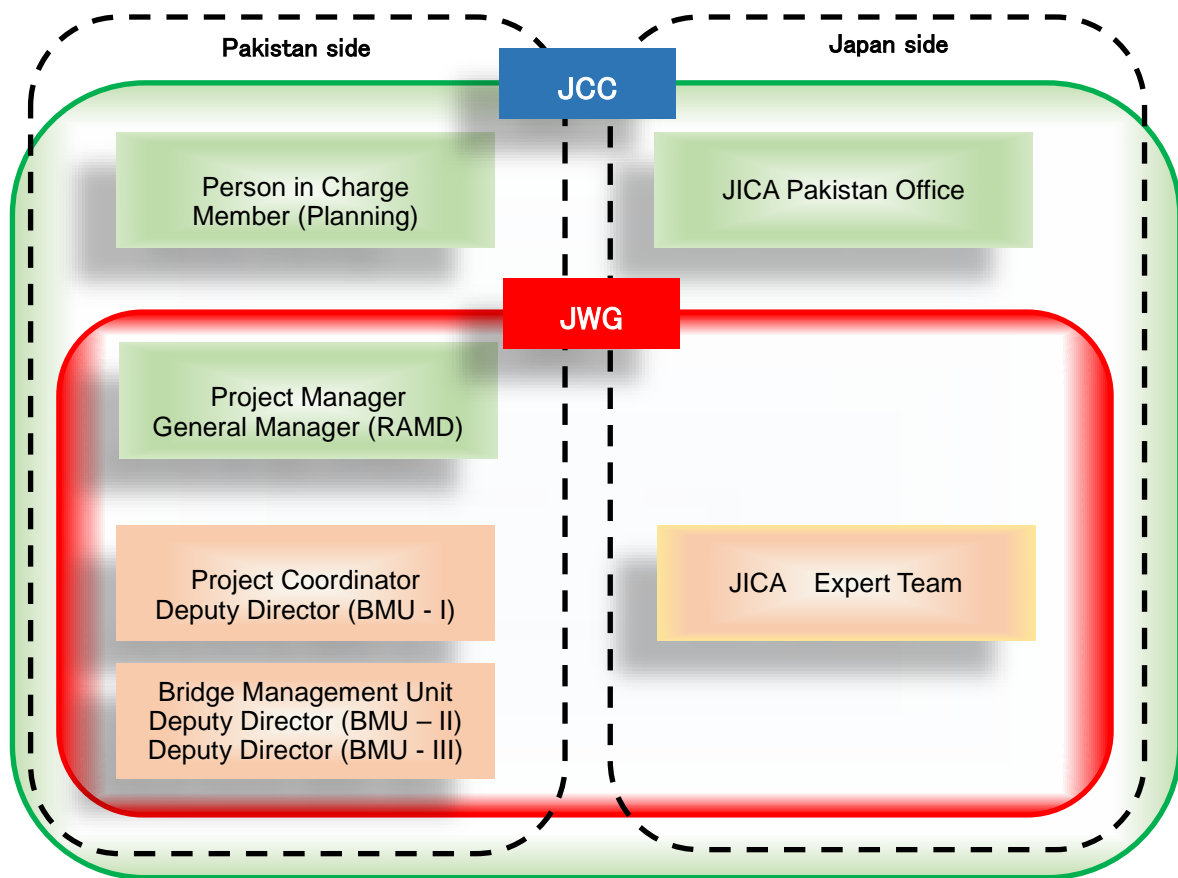 Pakistan side
Japan side
JCC
Person in Charge
Member (Planning)
JICA Pakistan Office
JWG
Project Manager
General Manager (RAMD)
Project Coordinator
Deputy Director (BMU - I)
JICA Expert Team
Bridge Management Unit
Deputy Director (BMU – II)
Deputy Director (BMU - III)